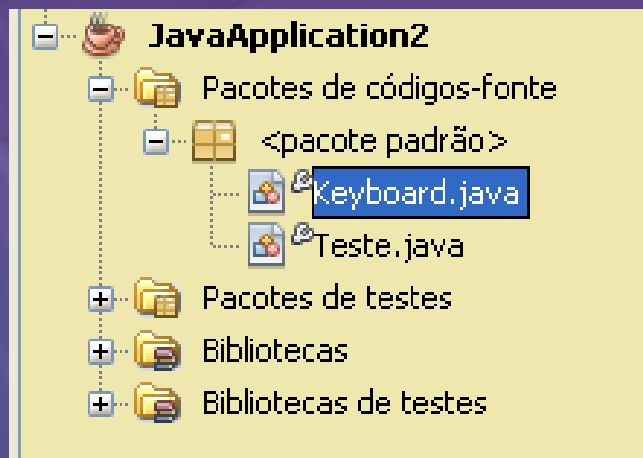 JavaApplication2
Pacotes de códigos-fonte
<pacote padrão>
Keyboard.java
Teste.java
Pacotes de testes
Bibliotecas
Bibliotecas de testes